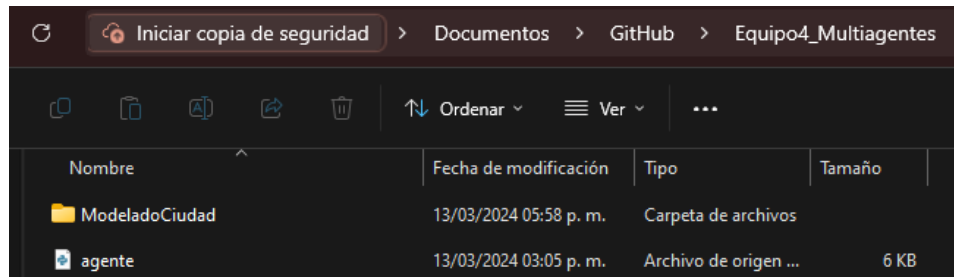 Iniciar copia de seguridad > Documentos > GitHub > Equipo4_Multiagentes
Ordenar Ver ...
Nombre Fecha de modificación Tipo Tamaño
ModeladoCiudad 13/03/2024 05:58 p. m. Carpeta de archivos
agente 13/03/2024 03:05 p. m. Archivo de origen ... 6 KB